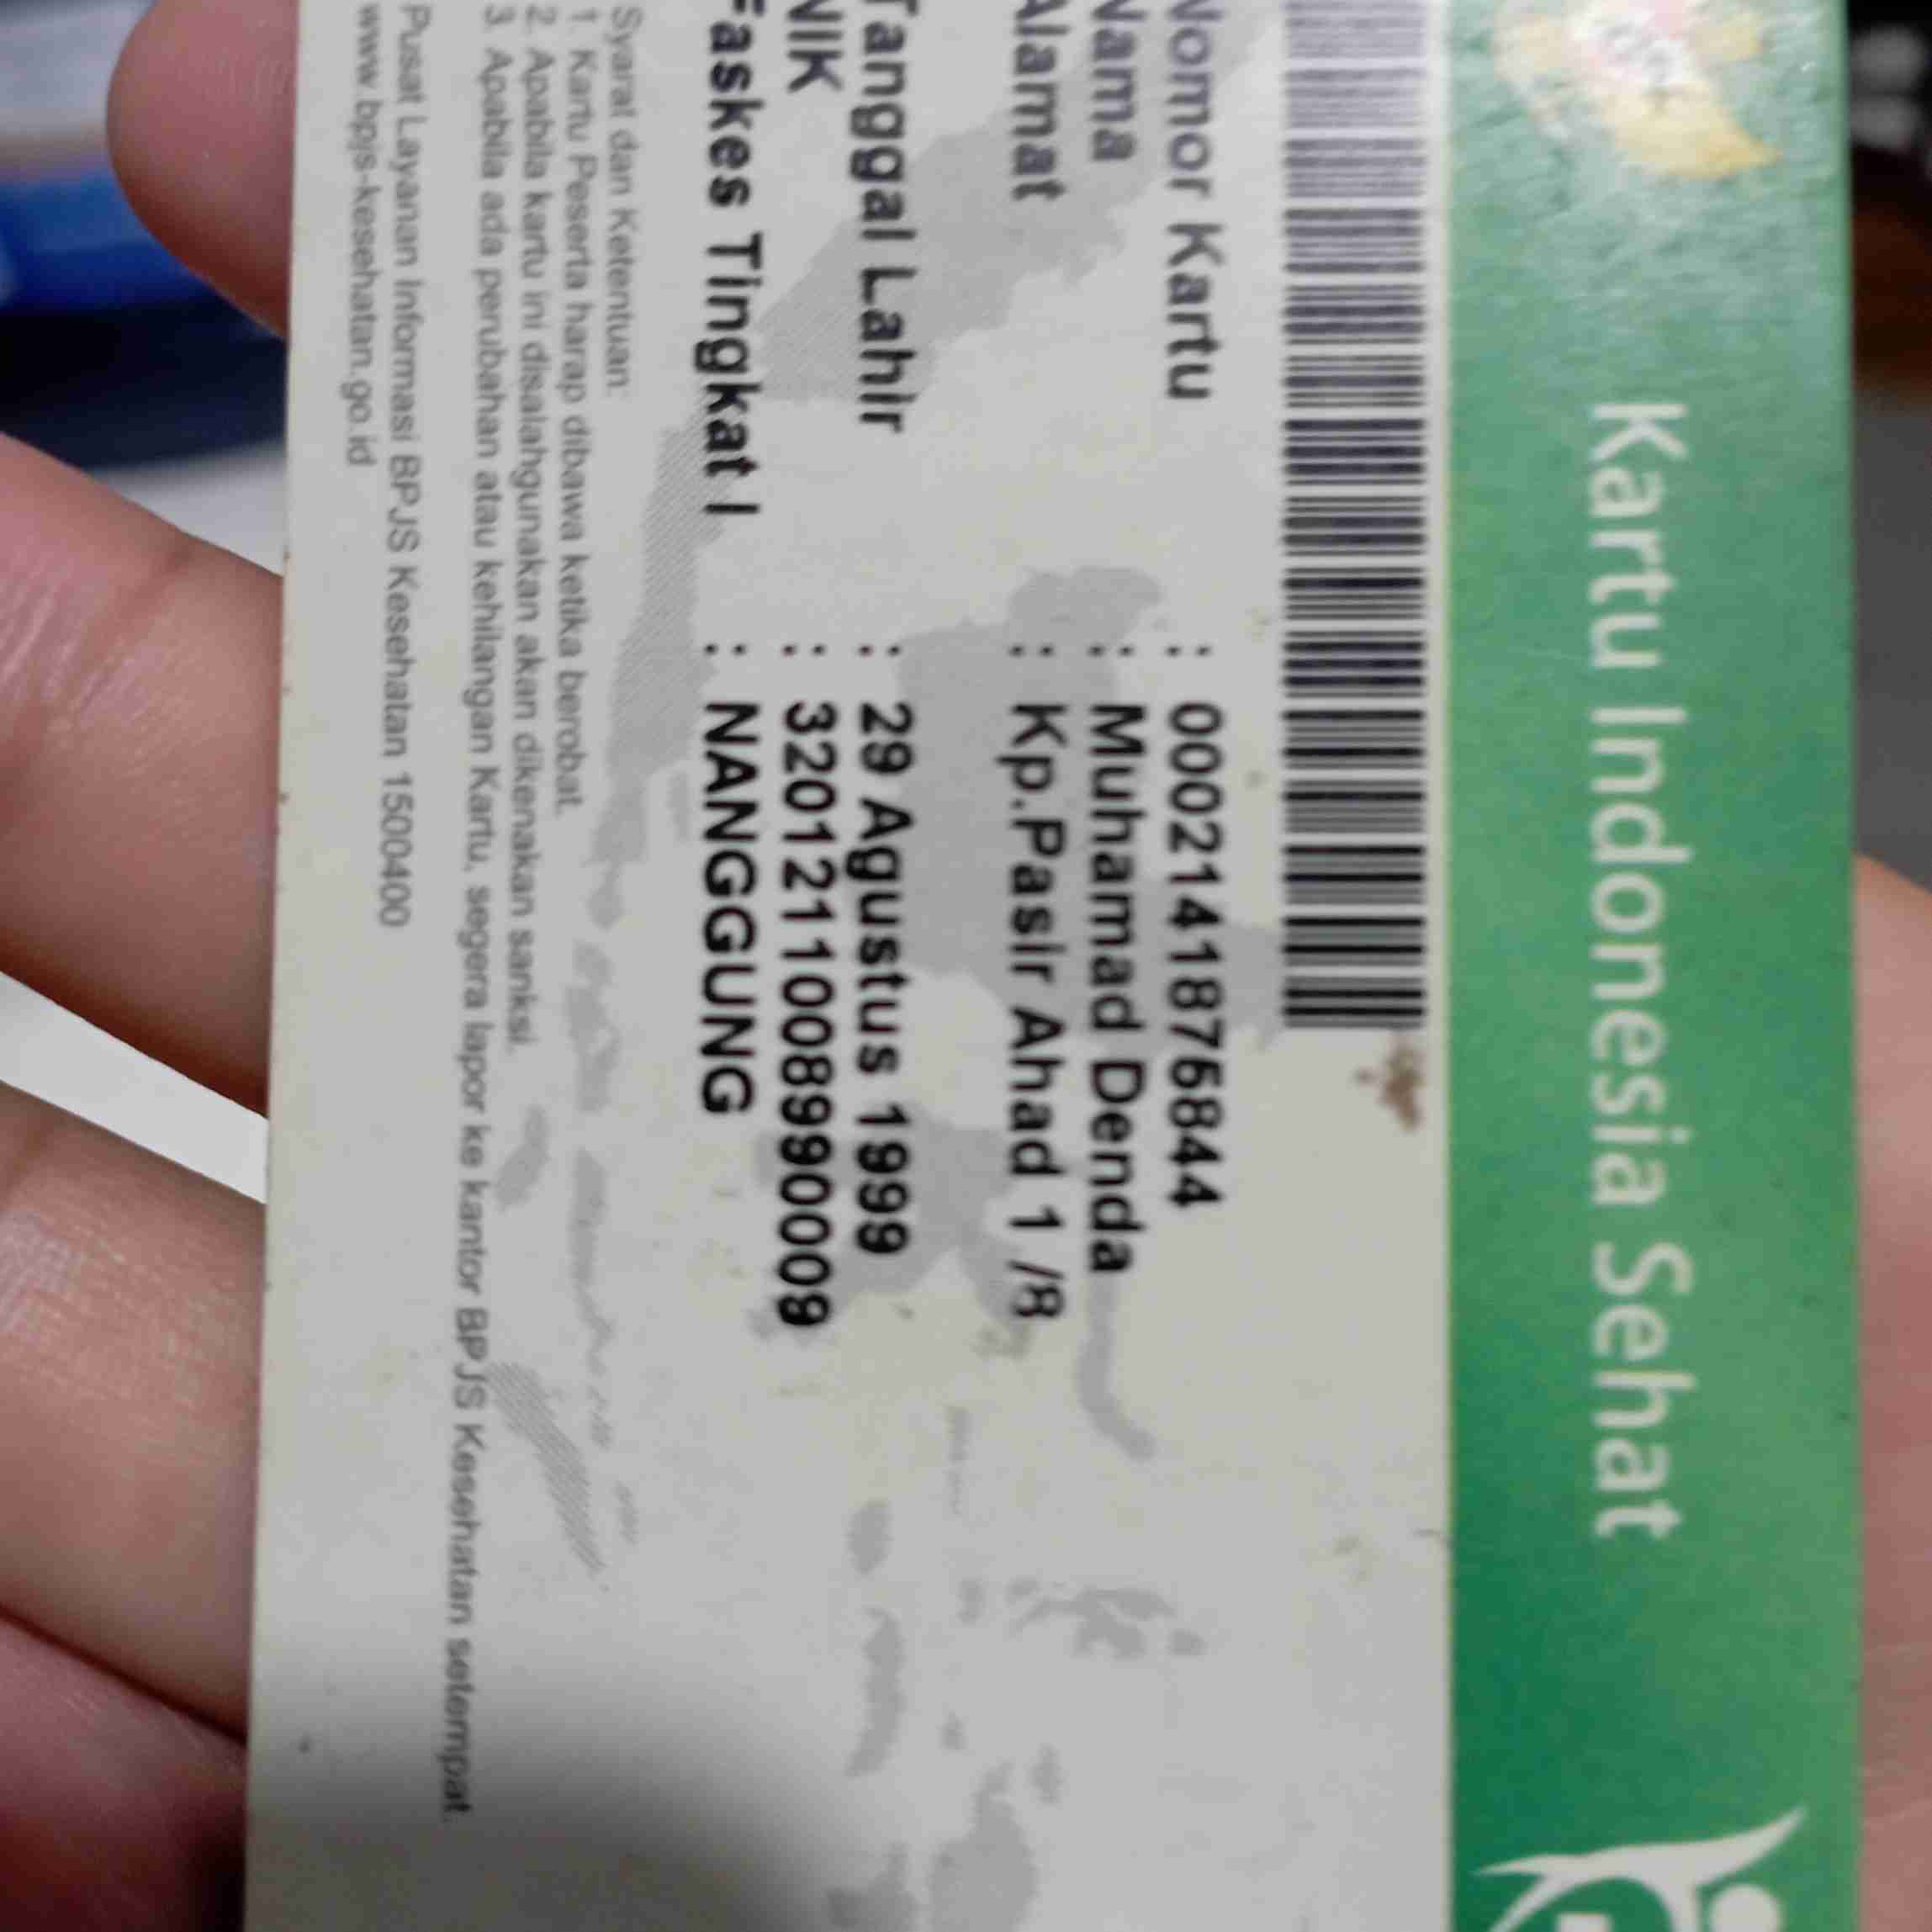 Kartu Indonesia Sehat
Nomor Kartu : 0002141876844
Nama : Muhamad Denda
Alamat : Kp.Pasir Ahad 1 /8
Tanggal Lahir : 29 Agustus 1999
NIK : 3201211008990009
Faskes Tingkat I : NANGGUNG
Syarat dan Ketentuan:
1. Kartu Peserta harap dibawa ketika berobat.
2. Apabila kartu ini disalahgunakan akan dikenakan sanksi.
3. Apabila ada perubahan atau kehilangan Kartu, segera lapor ke kantor BPJS Kesehatan setempat.
Pusat Layanan Informasi BPJS Kesehatan 1500400
www.bpjs-kesehatan.go.id